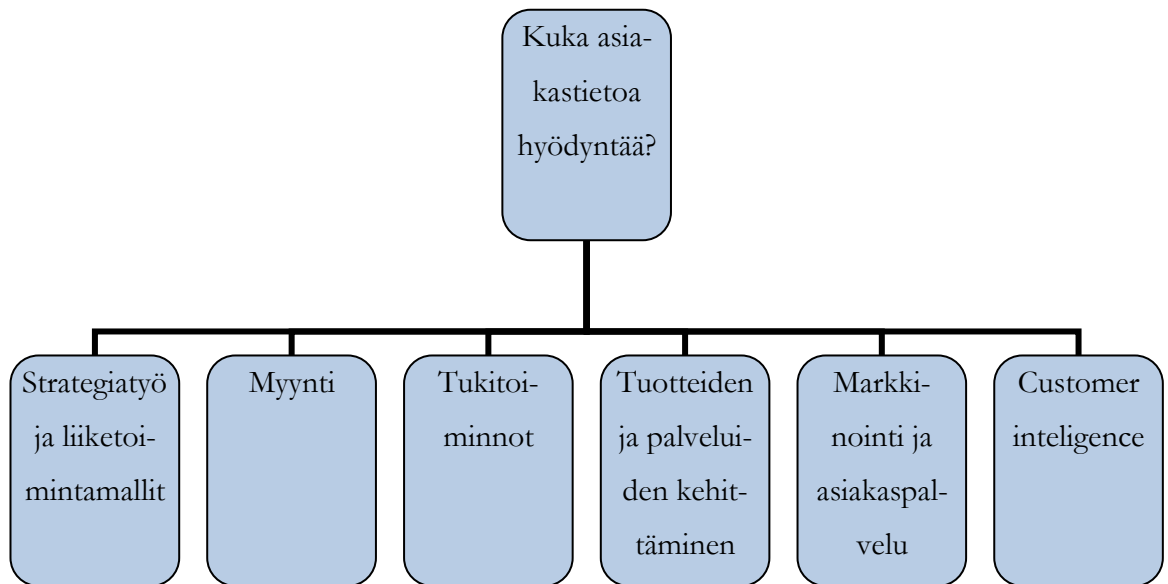 Kuka asia-
kastietoa
hyödyntää?
Strategiatyö
ja liiketoi-
mintamallit
Myynti
Tukitoi-
minnot
Tuotteiden
ja palvelui-
den kehit-
täminen
Markki-
nointi ja
asiakaspal-
velu
Customer
inteligence